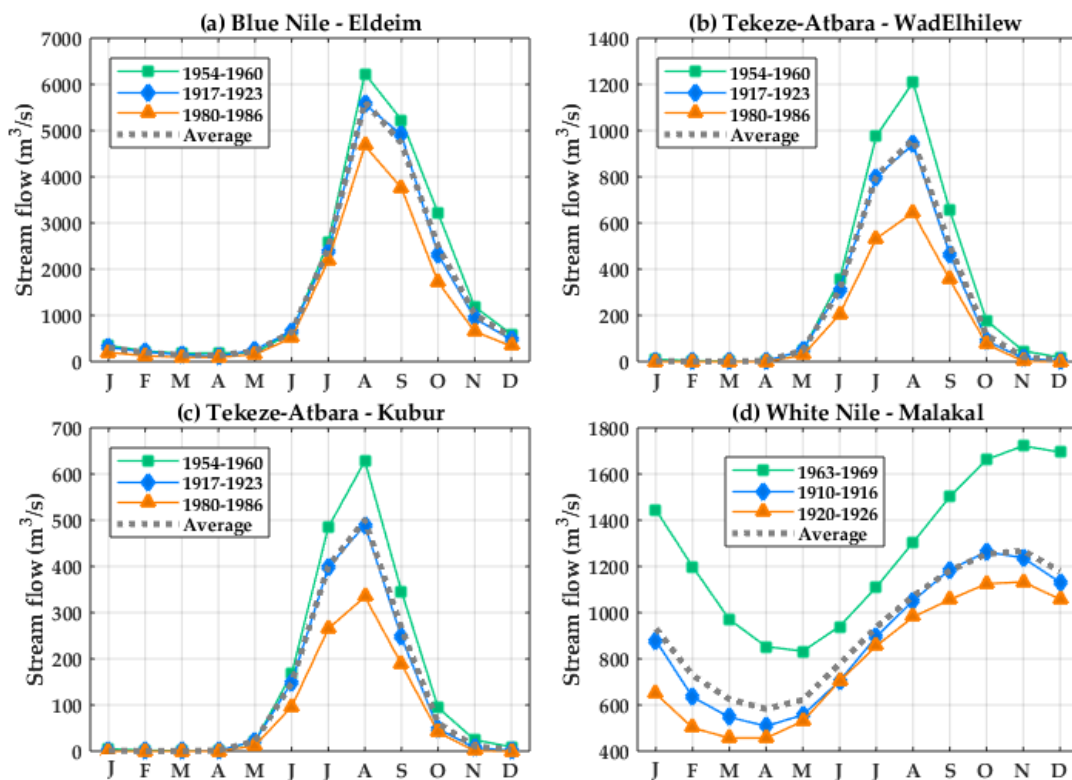 (a) Blue Nile - Eldeim
7000
6000
5000
4000
3000
2000
1000
0
Stream flow (m³/s)
1954-1960
1917-1923
1980-1986
Average
J F M A M J J A S O N D
(b) Tekeze-Atbara - WadElhilew
1400
1200
1000
800
600
400
200
0
Stream flow (m³/s)
1954-1960
1917-1923
1980-1986
Average
J F M A M J J A S O N D
(c) Tekeze-Atbara - Kubur
700
600
500
400
300
200
100
0
Stream flow (m³/s)
1954-1960
1917-1923
1980-1986
Average
J F M A M J J A S O N D
(d) White Nile - Malakal
1800
1600
1400
1200
1000
800
600
400
Stream flow (m³/s)
1963-1969
1910-1916
1920-1926
Average
J F M A M J J A S O N D